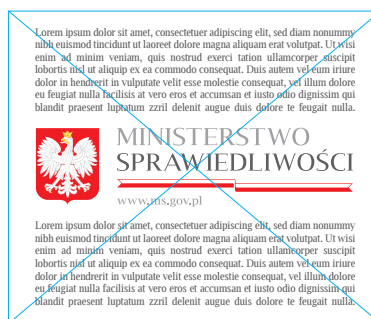 Lorem ipsum dolor sit amet, consectetuer adipiscing elit, sed diam nonummy
nibh euismod tincidunt ut laoreet dolore magna aliquam erat volutpat. Ut wisi
enim ad minim veniam, quis nostrud exerci tation ullamcorper suscipit
lobortis nisl ut aliquip ex ea commodo consequat. Duis autem vel eum iriure
dolor in hendrerit in vulputate velit esse molestie consequat, vel illum dolore
eu feugiat nulla facilisis at vero eros et accumsan et iusto odio dignissim qui
blandit praesent luptatum zzril delenit augue duis dolore te feugait nulla.
MINISTERSTWO
SPRAWIEDLIWOŚCI
www.ms.gov.pl
Lorem ipsum dolor sit amet, consectetuer adipiscing elit, sed diam nonummy
nibh euismod tincidunt ut laoreet dolore magna aliquam erat volutpat. Ut wisi
enim ad minim veniam, quis nostrud exerci tation ullamcorper suscipit
lobortis nisl ut aliquip ex ea commodo consequat. Duis autem vel eum iriure
dolor in hendrerit in vulputate velit esse molestie consequat, vel illum dolore
eu feugiat nulla facilisis at vero eros et accumsan et iusto odio dignissim qui
blandit praesent luptatum zzril delenit augue duis dolore te feugait nulla.